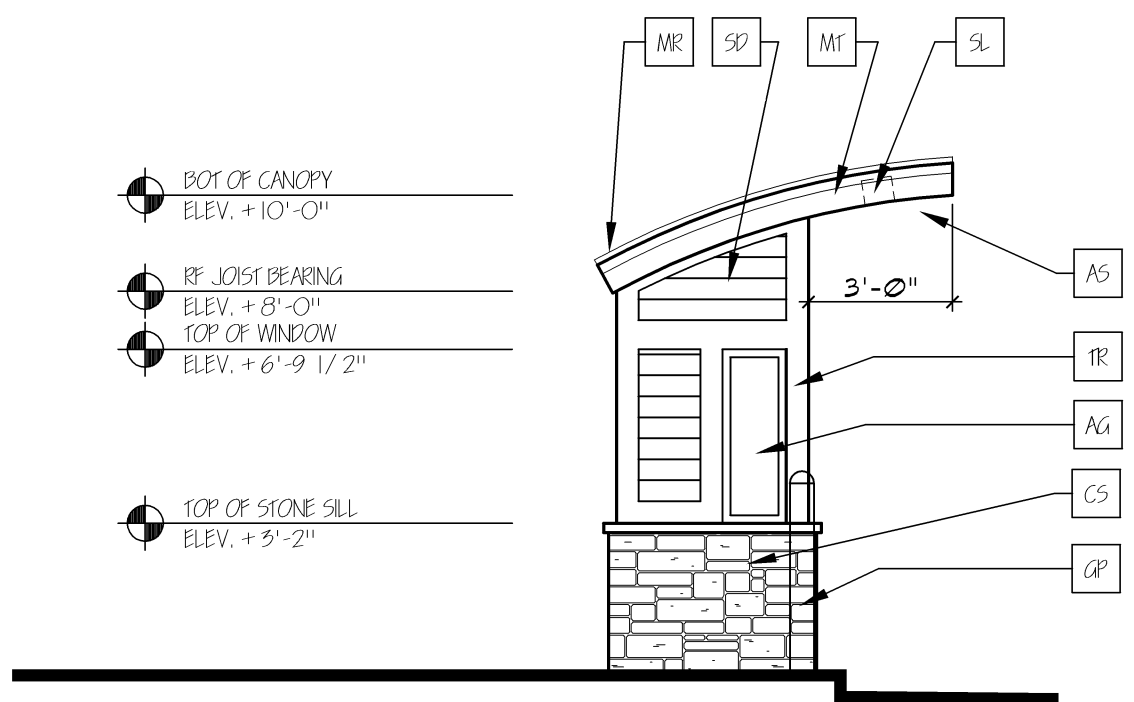 MR SD MT SL
BOT OF CANOPY
ELEV. +10'-0"
RF JOIST BEARING
ELEV. +8'-0"
TOP OF WINDOW
ELEV. +6'-9 1/2"
TOP OF STONE SILL
ELEV. +3'-2"
3'-0"
AS
TR
AG
CS
GP